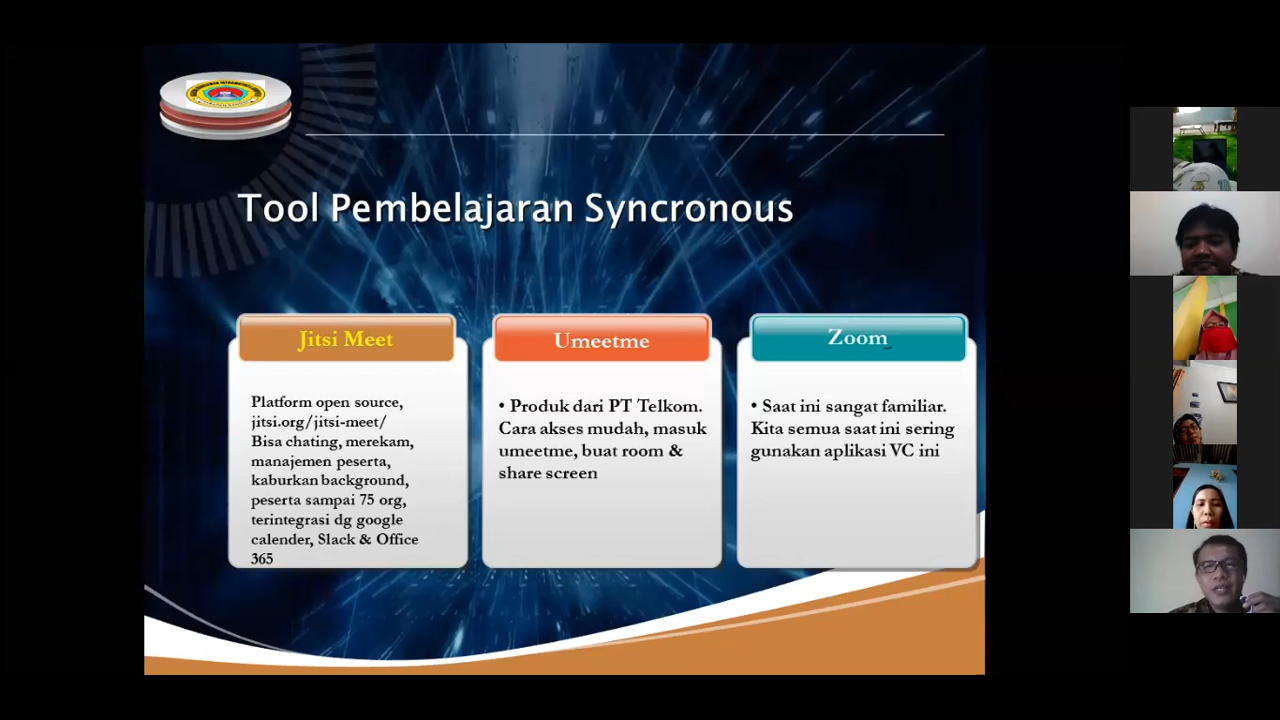 Tool Pembelajaran Syncronous
Jitsi Meet
Platform open source,
jitsi.org/jitsi-meet/
Bisa chating, merekam,
manajemen peserta,
kaburkan background,
peserta sampai 75 org,
terintegrasi dg google
calender, Slack & Office
365
Umeetme
• Produk dari PT Telkom.
Cara akses mudah, masuk
umeetme, buat room &
share screen
Zoom
• Saat ini sangat familiar.
Kita semua saat ini sering
gunakan aplikasi VC ini